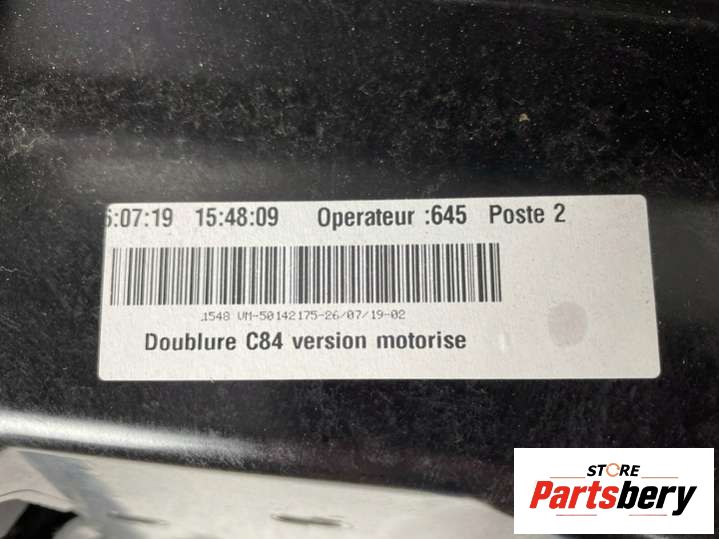 6:07:19 15:48:09 Operateur :645 Poste 2
1548 VM-50142175-26/07/19-02
Doublure C84 version motorise
STORE
Partsbery